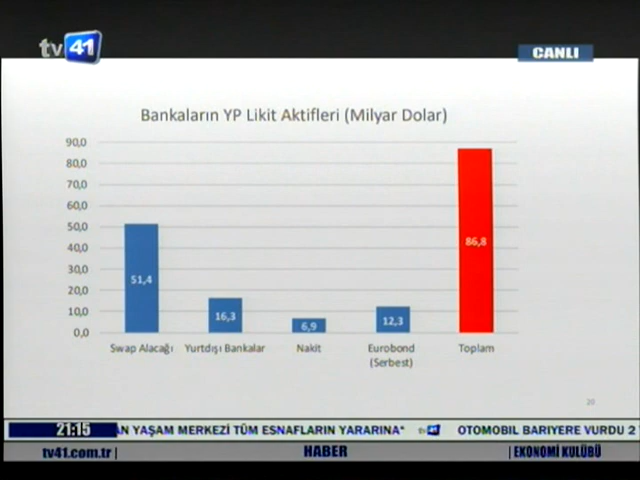 tv41
CANLI
Bankaların YP Likit Aktifleri (Milyar Dolar)
90,0
80,0
70,0
60,0
50,0
40,0
30,0
20,0
10,0
0,0
51,4
16,3
6,9
12,3
86,8
Swap Alacağı Yurtdışı Bankalar Nakit Eurobond (Serbest) Toplam
20
21:15 AN YAŞAM MERKEZİ TÜM ESNAFLARIN YARARINA" tv41 OTOMOBIL BARIYERE VURDU 2
tv41.com.tr | HABER | EKONOMİ KULÜBÜ